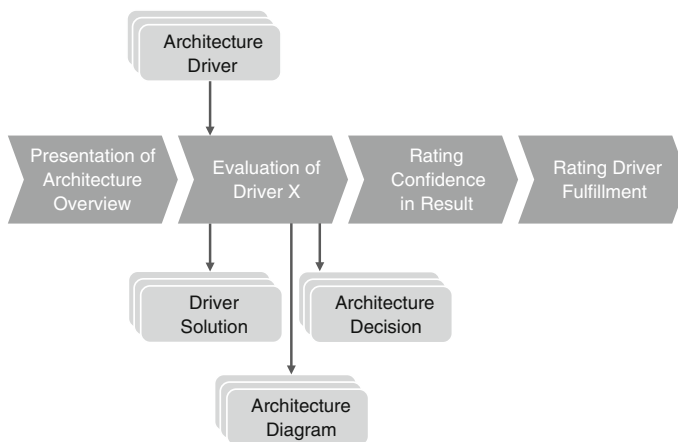 Architecture
Driver
Presentation of
Architecture
Overview
Evaluation of
Driver X
Rating
Confidence
in Result
Rating Driver
Fulfillment
Driver
Solution
Architecture
Decision
Architecture
Diagram